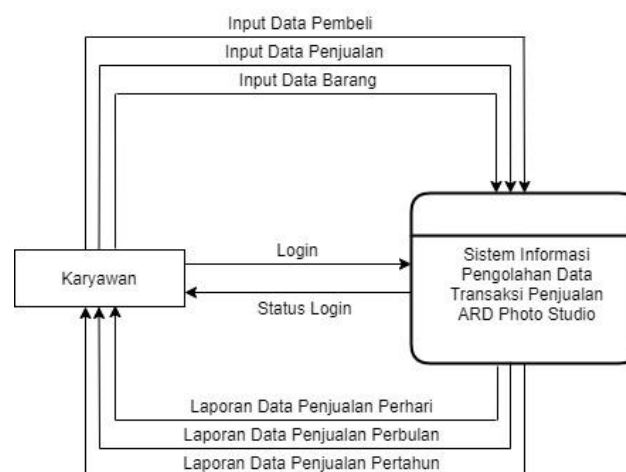 Input Data Pembeli
Input Data Penjualan
Input Data Barang
Karyawan
Login
Status Login
Sistem Informasi
Pengolahan Data
Transaksi Penjualan
ARD Photo Studio
Laporan Data Penjualan Perhari
Laporan Data Penjualan Perbulan
Laporan Data Penjualan Pertahun